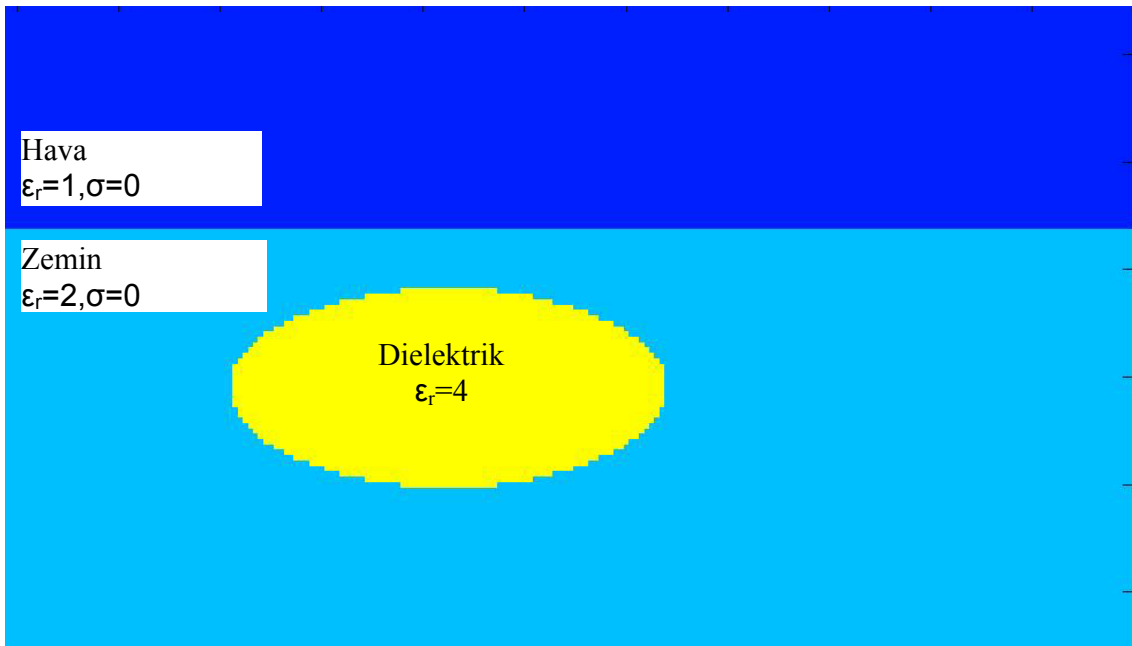 Hava
εr=1,σ=0
Zemin
εr=2,σ=0
Dielektrik
εr=4